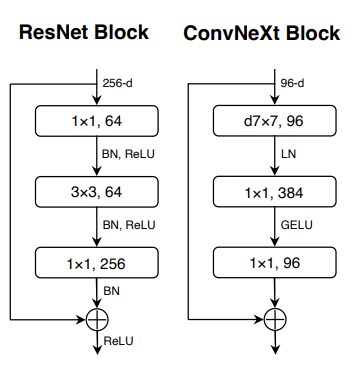 ResNet Block
256-d
1×1, 64
BN, ReLU
3×3, 64
BN, ReLU
1×1, 256
BN
ReLU
ConvNeXt Block
96-d
d7×7, 96
LN
1×1, 384
GELU
1×1, 96